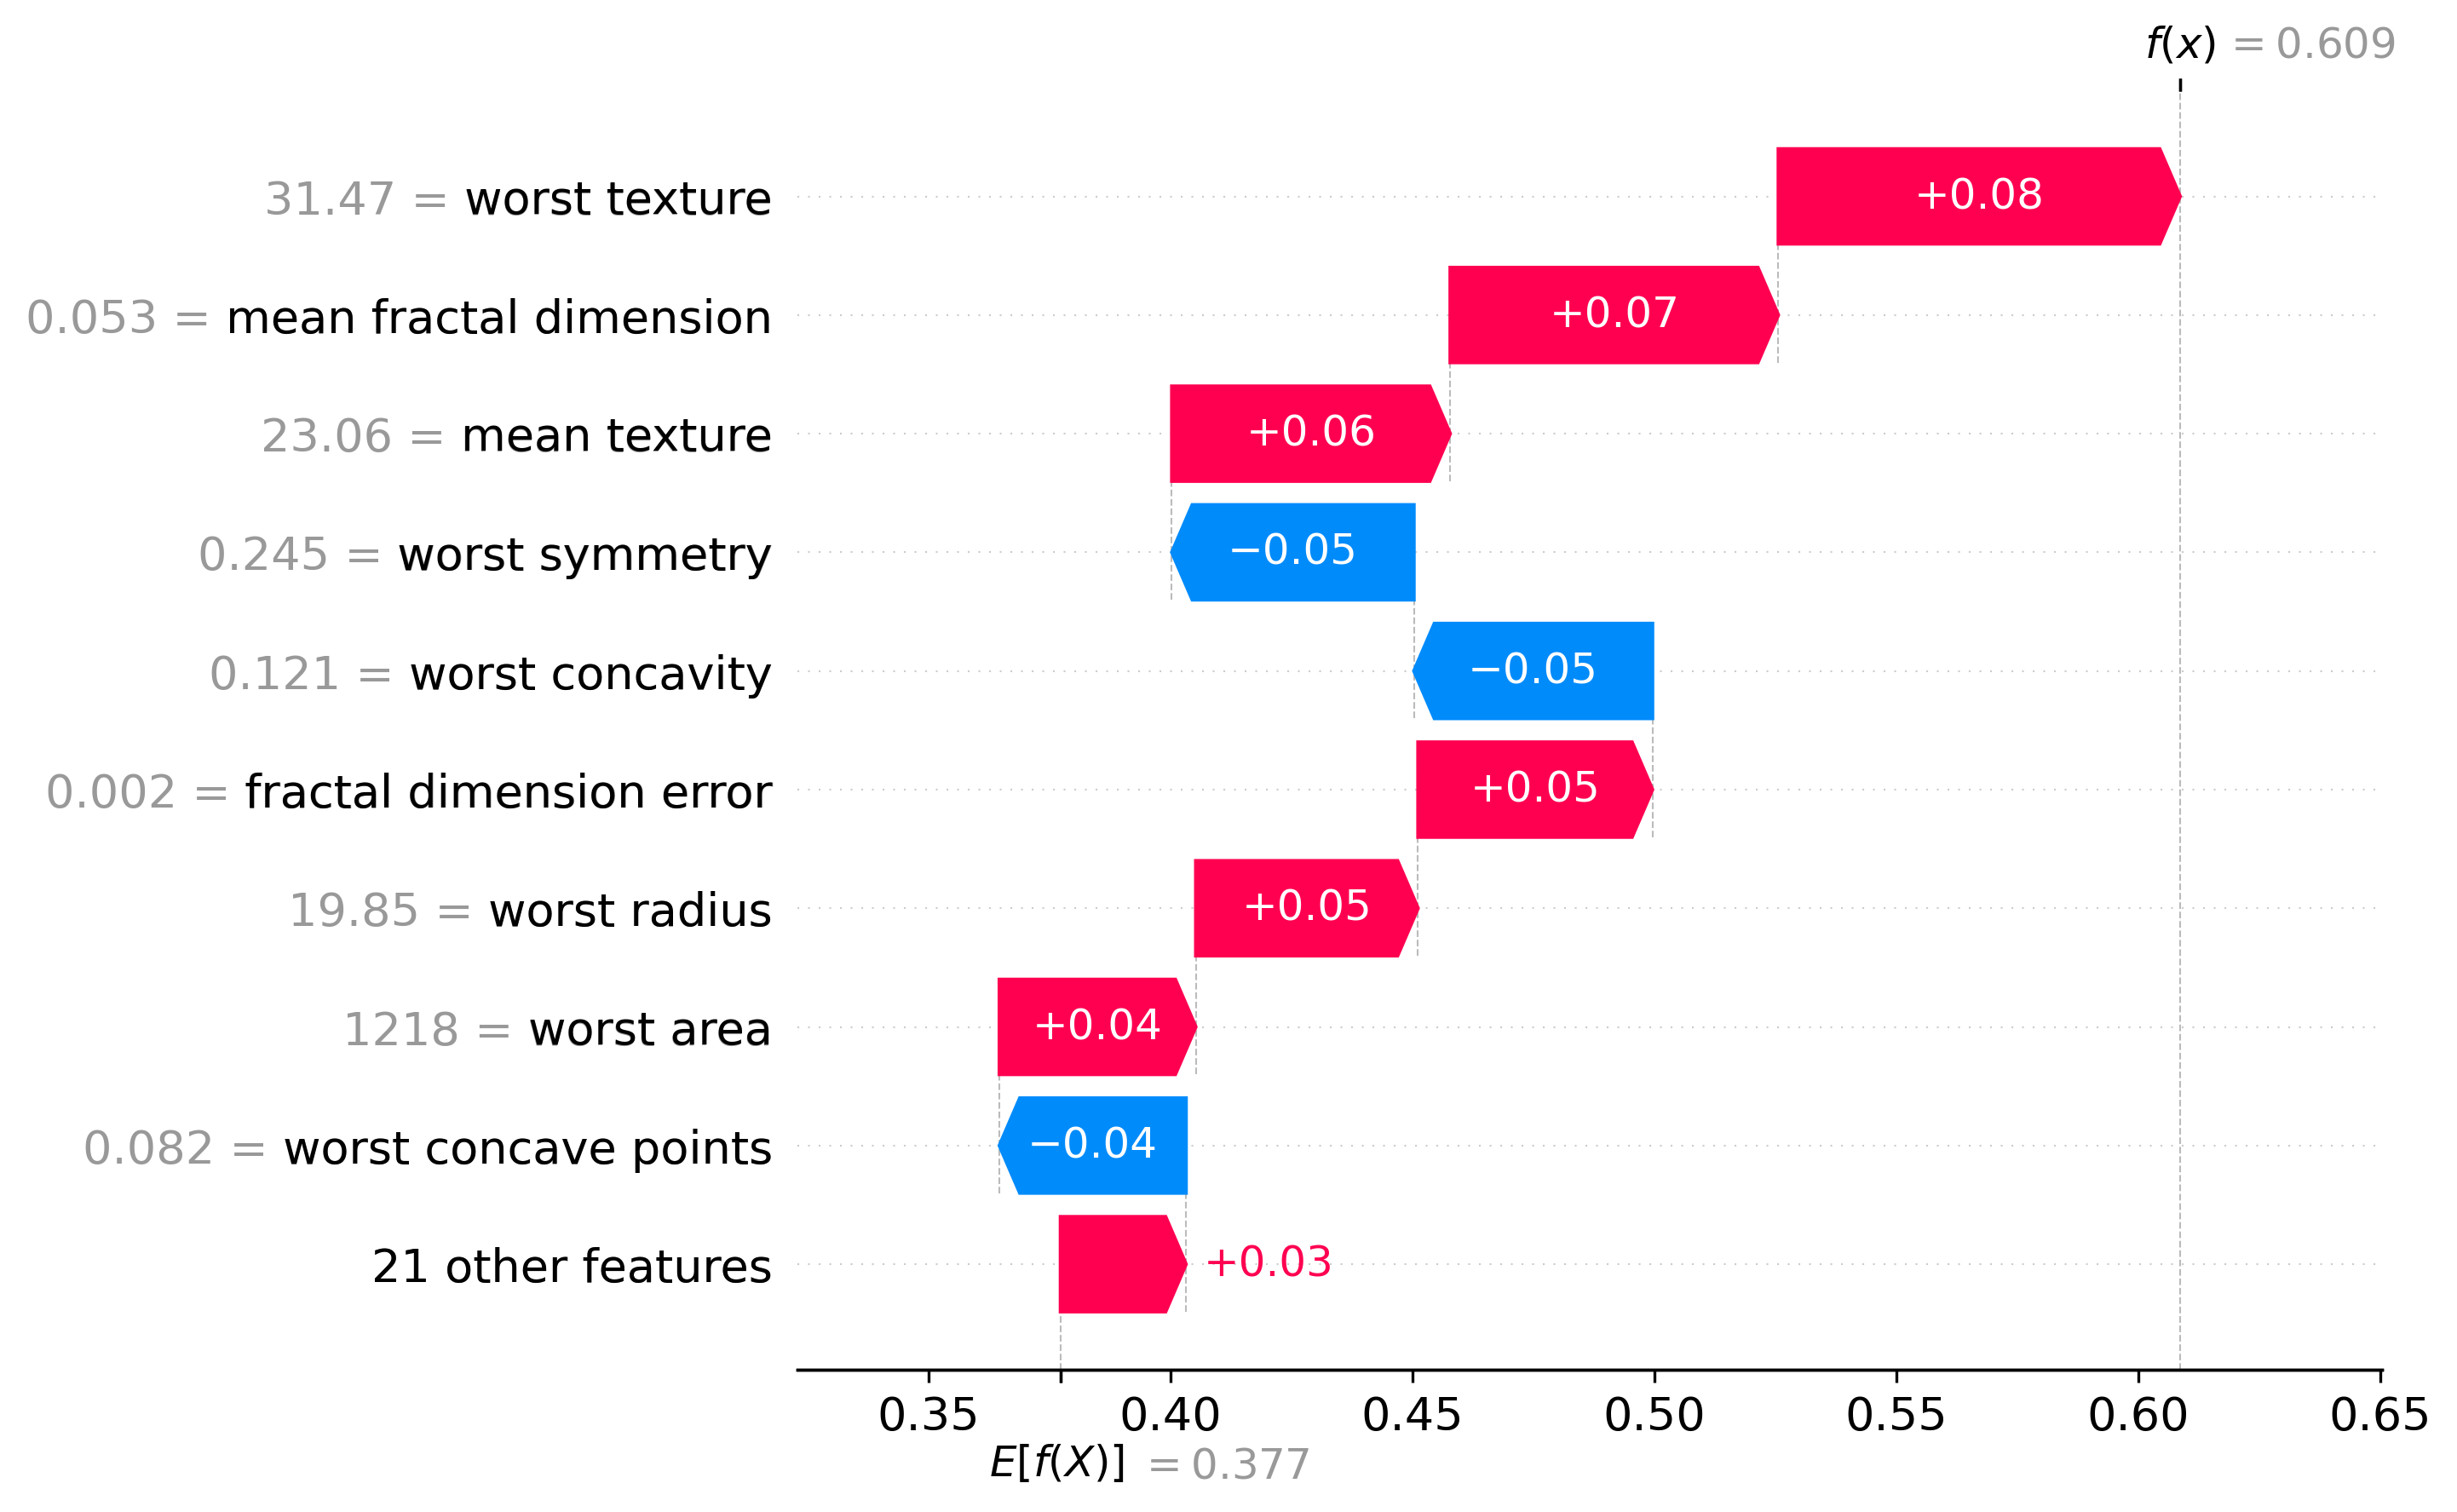 f(x) = 0.609
31.47 = worst texture +0.08
0.053 = mean fractal dimension +0.07
23.06 = mean texture +0.06
0.245 = worst symmetry −0.05
0.121 = worst concavity −0.05
0.002 = fractal dimension error +0.05
19.85 = worst radius +0.05
1218 = worst area +0.04
0.082 = worst concave points −0.04
21 other features +0.03
0.35 0.40 0.45 0.50 0.55 0.60 0.65
E[f(X)] = 0.377